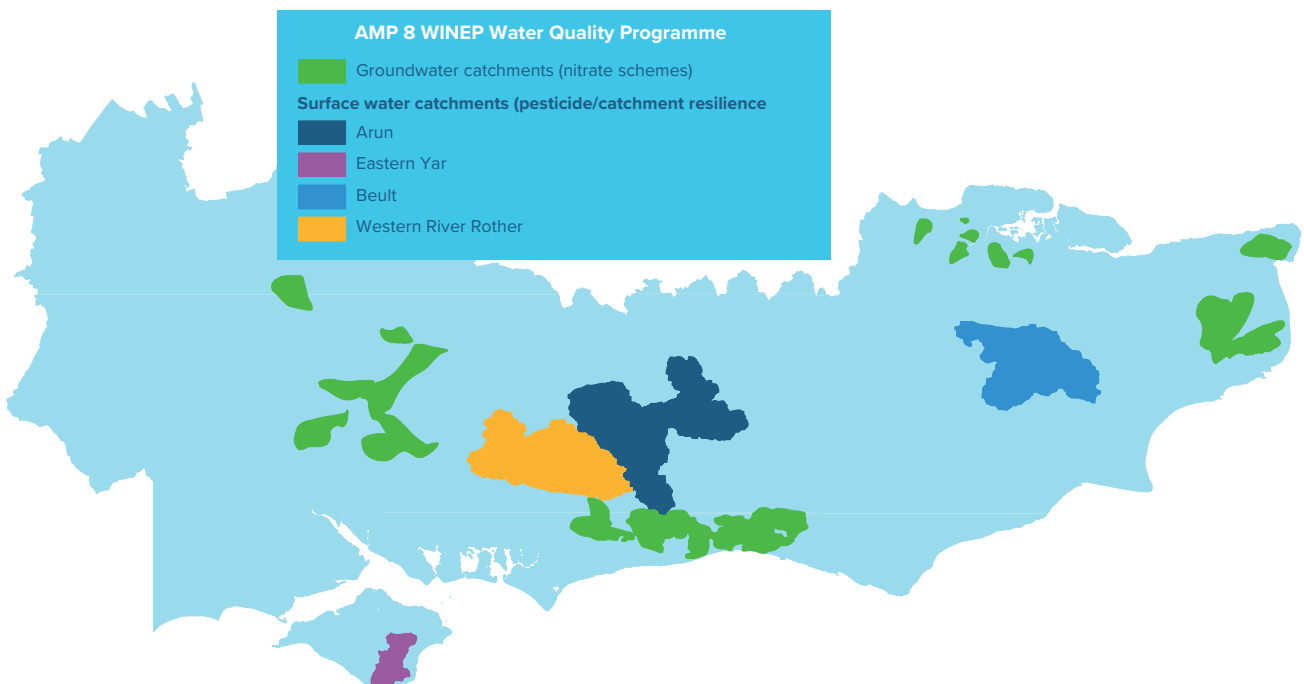 AMP 8 WINEP Water Quality Programme
Groundwater catchments (nitrate schemes)
Surface water catchments (pesticide/catchment resilience
Arun
Eastern Yar
Beult
Western River Rother